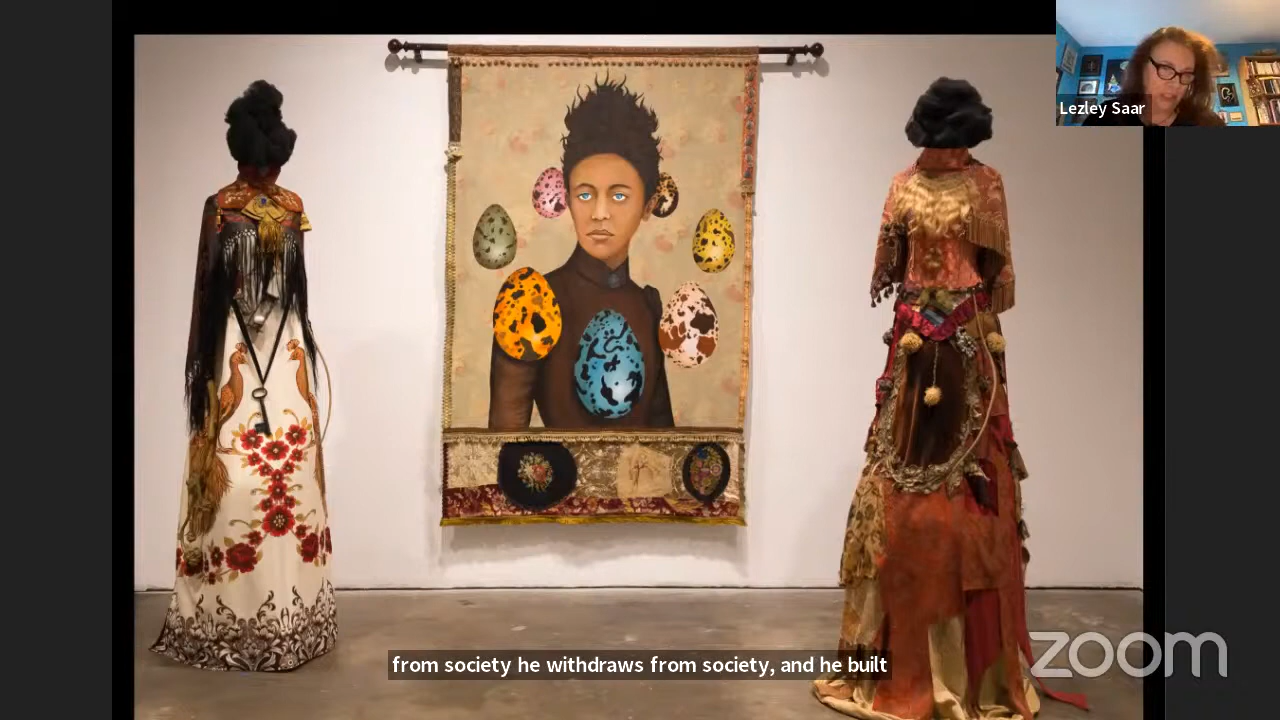 Lezley Saar
from society he withdraws from society, and he built
zoom